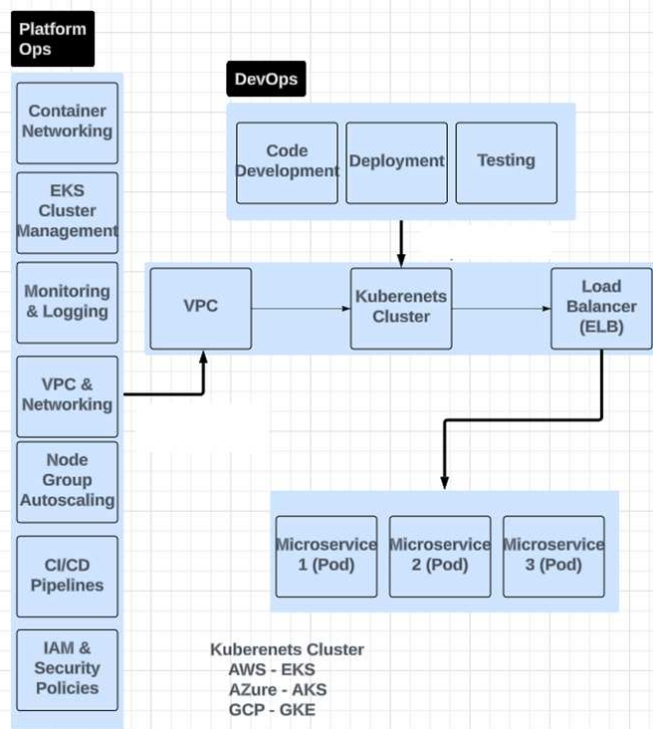 Platform
Ops
Container
Networking
EKS
Cluster
Management
Monitoring
& Logging
VPC &
Networking
Node
Group
Autoscaling
CI/CD
Pipelines
IAM &
Security
Policies
DevOps
Code
Development
Deployment
Testing
VPC
Kuberenets
Cluster
Load
Balancer
(ELB)
Microservice
1 (Pod)
Microservice
2 (Pod)
Microservice
3 (Pod)
Kuberenets Cluster
AWS - EKS
AZure - AKS
GCP - GKE